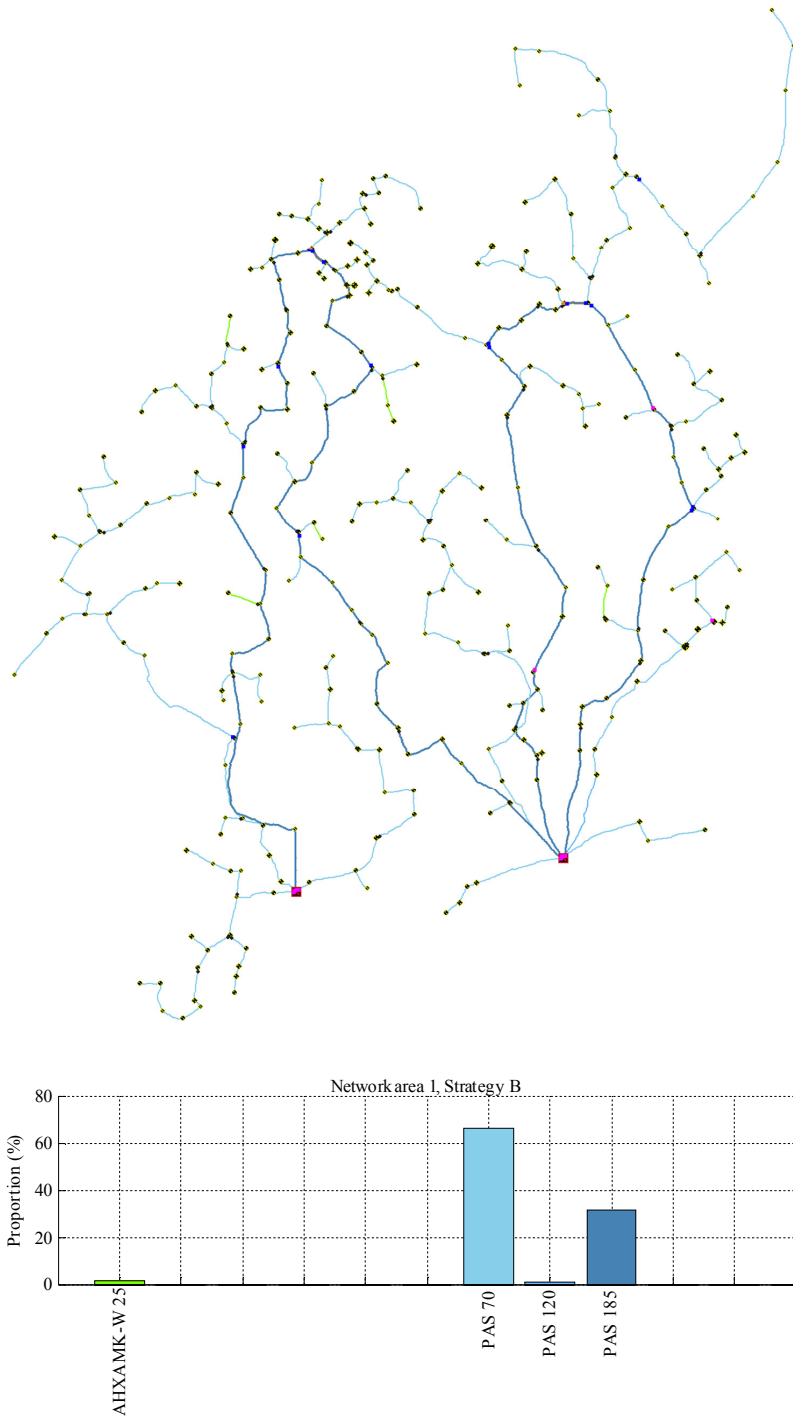 Network area 1, Strategy B
80
60
40
20
0
Proportion (%)
AHXAMK-W 25
PAS 70
PAS 120
PAS 185